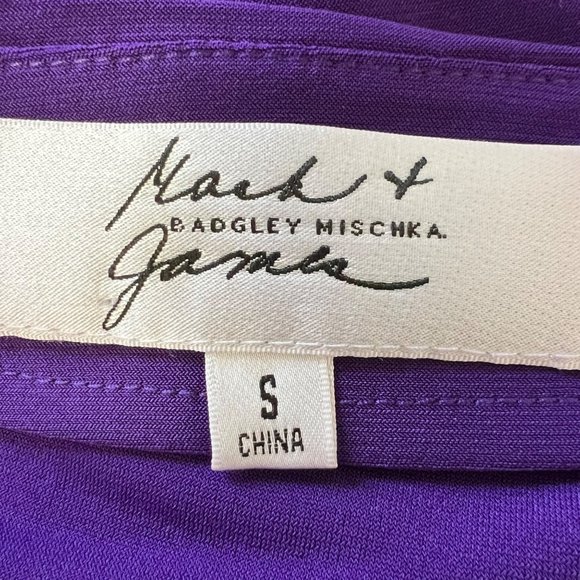 Mark +
BADGLEY MISCHKA.
James
S
CHINA